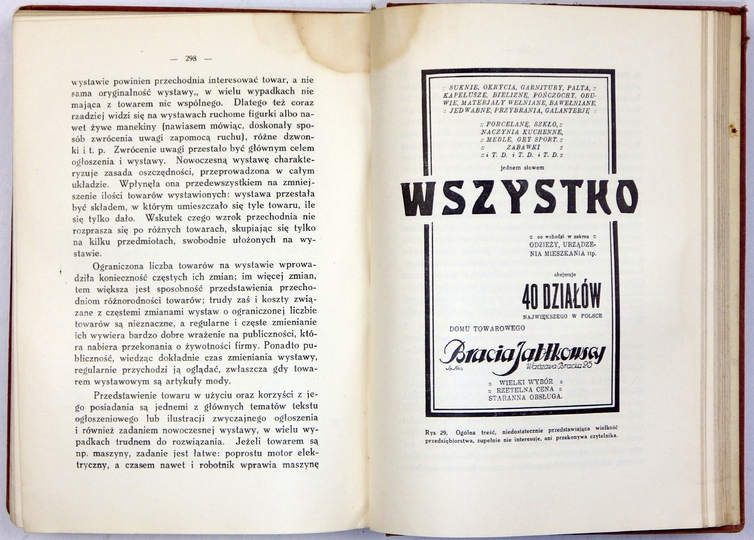 — 298 —
wystawie powinien przechodnia interesować towar, a nie
sama oryginalność wystawy,, w wielu wypadkach nie
mająca z towarem nic wspólnego. Dlatego też coraz
rzadziej widzi się na wystawach ruchome figurki albo na-
wet żywe manekiny (nawiasem mówiąc, doskonały spo-
sób zwrócenia uwagi zapomocą ruchu), różne dzwon-
ki i t. p. Zwrócenie uwagi przestało być głównym celem
ogłoszenia i wystawy. Nowoczesną wystawę charakte-
ryzuje zasada oszczędności, przeprowadzona w całym
układzie. Wpłynęła ona przedewszystkiem na zmniej-
szenie ilości towarów wystawionych: wystawa przestała
być składem, w którym umieszczało się tyle towaru, ile
się tylko dało. Wskutek czego wzrok przechodnia nie
rozprasza się po różnych towarach, skupiając się tylko
na kilku przedmiotach, swobodnie ułożonych na wy-
stawie.
Ograniczona liczba towarów na wystawie wprowa-
dziła konieczność częstych ich zmian; im więcej zmian,
tem większa jest sposobność przedstawienia przecho-
dniom różnorodności towarów; trudy zaś i koszty zwią-
zane z częstemi zmianami wystaw o ograniczonej liczbie
towarów są nieznaczne, a regularne i częste zmienianie
ich wywiera bardzo dobre wrażenie na publiczności, któ-
ra nabiera przekonania o żywotności firmy. Ponadto pu-
bliczność, wiedząc dokładnie czas zmieniania wystawy,
regularnie przychodzi ją oglądać, zwłaszcza gdy towa-
rem wystawowym są artykuły mody.
Przedstawienie towaru w użyciu oraz korzyści z je-
go posiadania są jednemi z głównych tematów tekstu
ogłoszeniowego lub ilustracji zwyczajnego ogłoszenia
i również zadaniem nowoczesnej wystawy, w wielu wy-
padkach trudnem do rozwiązania. Jeżeli towarem są
np. maszyny, zadanie jest łatwe: poprostu motor elek-
tryczny, a czasem nawet i robotnik wprawia maszynę
:: SUKNIE, OKRYCIA, GARNITURY, PALTA, ::
KAPELUSZE, BIELIZNĘ, POŃCZOCHY, OBU-
WIE, MATERJAŁY WEŁNIANE, BAWEŁNIANE,
:: JEDWABNE, PRZYBRANIA, GALANTERJĘ ::
:: PORCELANĘ, SZKŁO, ::
NACZYNIA KUCHENNE,
:: MEBLE, GRY SPORT. ::
:: ZABAWKI ::
:: i T. D. i T. D. i T. D. ::
jednem słowem
WSZYSTKO
:: co wchodzi w zakres ::
ODZIEŻY, URZĄDZE-
NIA MIESZKANIA itp.
obejmuje
40 DZIAŁÓW
NAJWIĘKSZEGO W POLSCE
DOMU TOWAROWEGO
Bracia Jabłkowscy
Sp. Akc. Warszawa Bracka 25
:: WIELKI WYBÓR ::
:: RZETELNA CENA ::
STARANNA OBSŁUGA.
Rys. 29. Ogólna treść, niedostatecznie przedstawiająca wielkość
przedsiębiorstwa, zupełnie nie interesuje, ani przekonywa czytelnika.